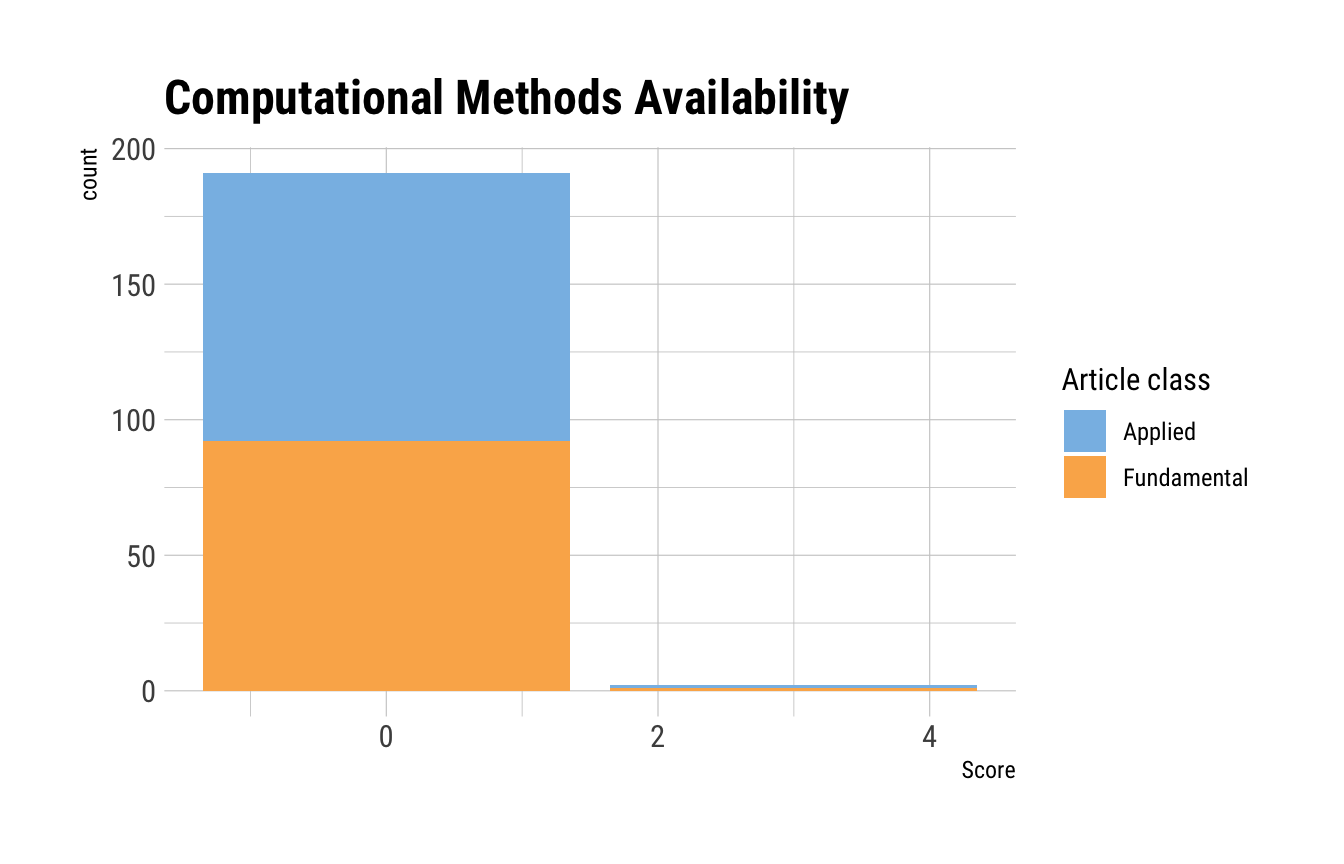 Computational Methods Availability
count
200
150
100
50
0
0 2 4
Score
Article class
Applied
Fundamental